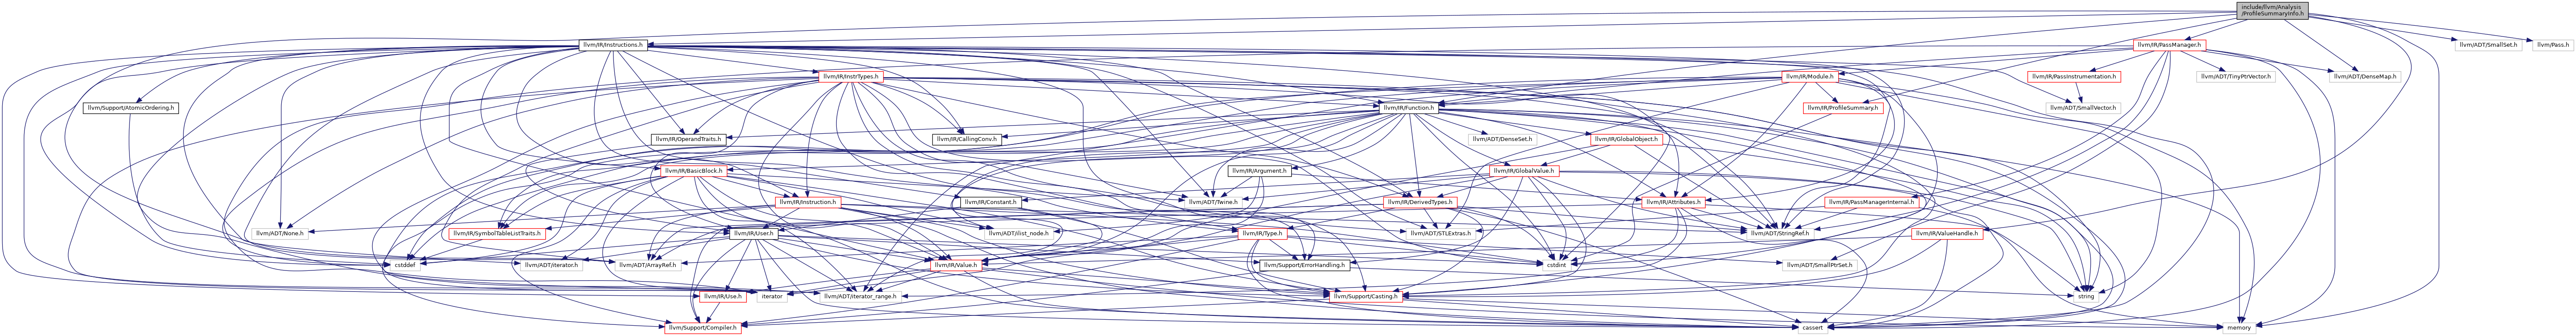 include/llvm/Analysis
/ProfileSummaryInfo.h
llvm/IR/Instructions.h
llvm/IR/PassManager.h
llvm/ADT/SmallSet.h
llvm/Pass.h
llvm/IR/InstrTypes.h
llvm/IR/Module.h
llvm/IR/PassInstrumentation.h
llvm/ADT/TinyPtrVector.h
llvm/ADT/DenseMap.h
llvm/Support/AtomicOrdering.h
llvm/IR/Function.h
llvm/IR/ProfileSummary.h
llvm/ADT/SmallVector.h
llvm/IR/OperandTraits.h
llvm/IR/CallingConv.h
llvm/ADT/DenseSet.h
llvm/IR/GlobalObject.h
llvm/IR/BasicBlock.h
llvm/IR/Argument.h
llvm/IR/GlobalValue.h
llvm/IR/Instruction.h
llvm/IR/Constant.h
llvm/ADT/Twine.h
llvm/IR/DerivedTypes.h
llvm/IR/Attributes.h
llvm/IR/PassManagerInternal.h
llvm/ADT/None.h
llvm/IR/SymbolTableListTraits.h
llvm/IR/User.h
llvm/ADT/ilist_node.h
llvm/IR/Type.h
llvm/ADT/STLExtras.h
llvm/ADT/StringRef.h
llvm/IR/ValueHandle.h
cstddef
llvm/ADT/iterator.h
llvm/ADT/ArrayRef.h
llvm/IR/Value.h
llvm/Support/ErrorHandling.h
cstdint
llvm/ADT/SmallPtrSet.h
llvm/IR/Use.h
iterator
llvm/ADT/iterator_range.h
llvm/Support/Casting.h
string
llvm/Support/Compiler.h
cassert
memory